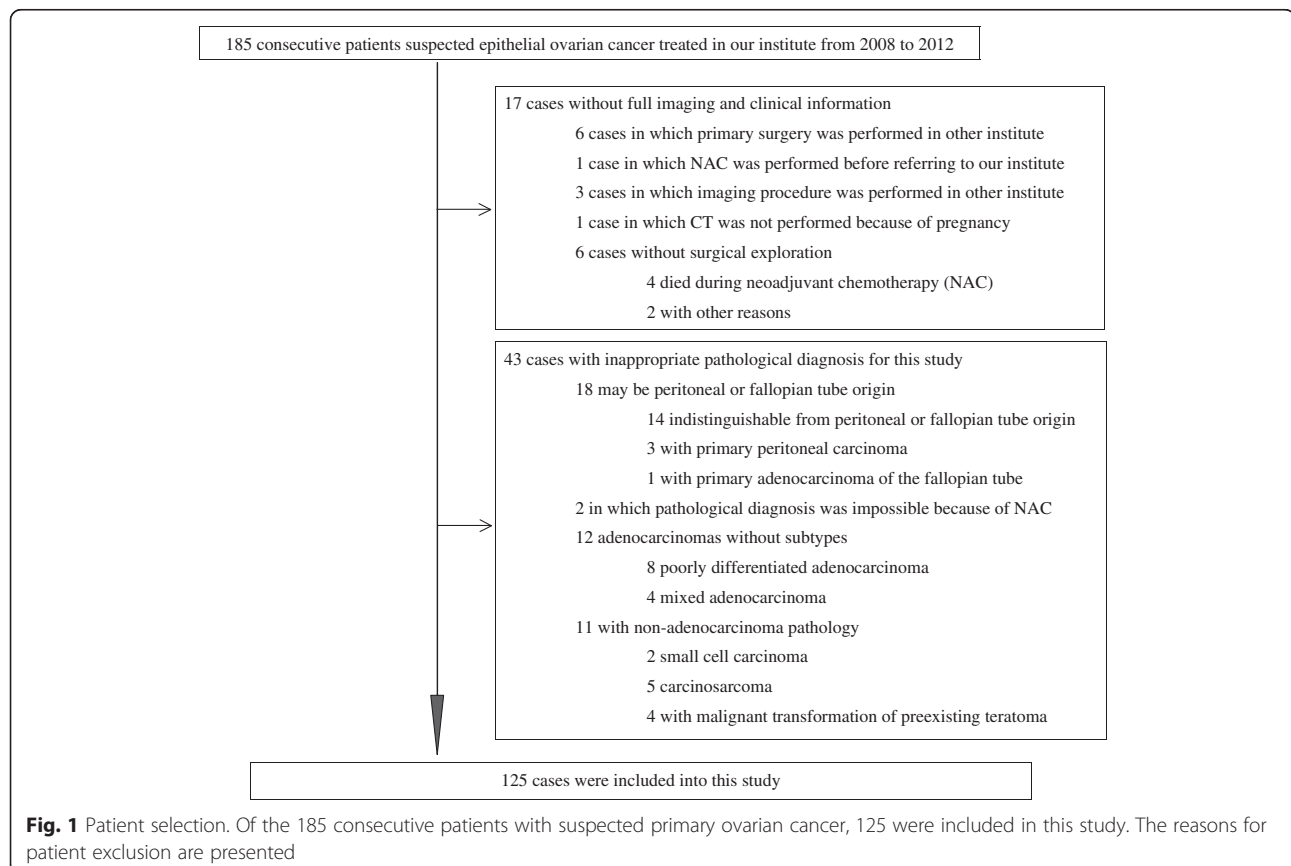 185 consecutive patients suspected epithelial ovarian cancer treated in our institute from 2008 to 2012
17 cases without full imaging and clinical information
6 cases in which primary surgery was performed in other institute
1 case in which NAC was performed before referring to our institute
3 cases in which imaging procedure was performed in other institute
1 case in which CT was not performed because of pregnancy
6 cases without surgical exploration
4 died during neoadjuvant chemotherapy (NAC)
2 with other reasons
43 cases with inappropriate pathological diagnosis for this study
18 may be peritoneal or fallopian tube origin
14 indistinguishable from peritoneal or fallopian tube origin
3 with primary peritoneal carcinoma
1 with primary adenocarcinoma of the fallopian tube
2 in which pathological diagnosis was impossible because of NAC
12 adenocarcinomas without subtypes
8 poorly differentiated adenocarcinoma
4 mixed adenocarcinoma
11 with non-adenocarcinoma pathology
2 small cell carcinoma
5 carcinosarcoma
4 with malignant transformation of preexisting teratoma
125 cases were included into this study
Fig. 1 Patient selection. Of the 185 consecutive patients with suspected primary ovarian cancer, 125 were included in this study. The reasons for
patient exclusion are presented